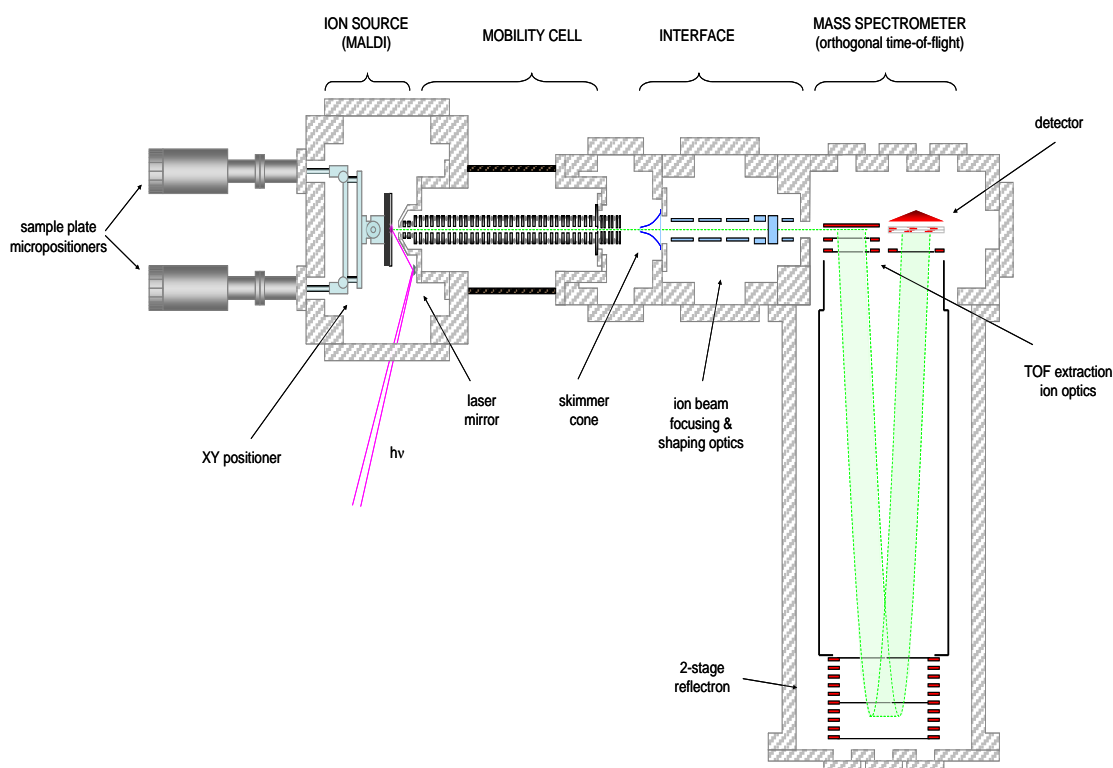 ION SOURCE
(MALDI)
MOBILITY CELL
INTERFACE
MASS SPECTROMETER
(orthogonal time-of-flight)
detector
sample plate
micropositioners
TOF extraction
ion optics
laser
mirror
skimmer
cone
ion beam
focusing &
shaping optics
XY positioner
hν
2-stage
reflectron